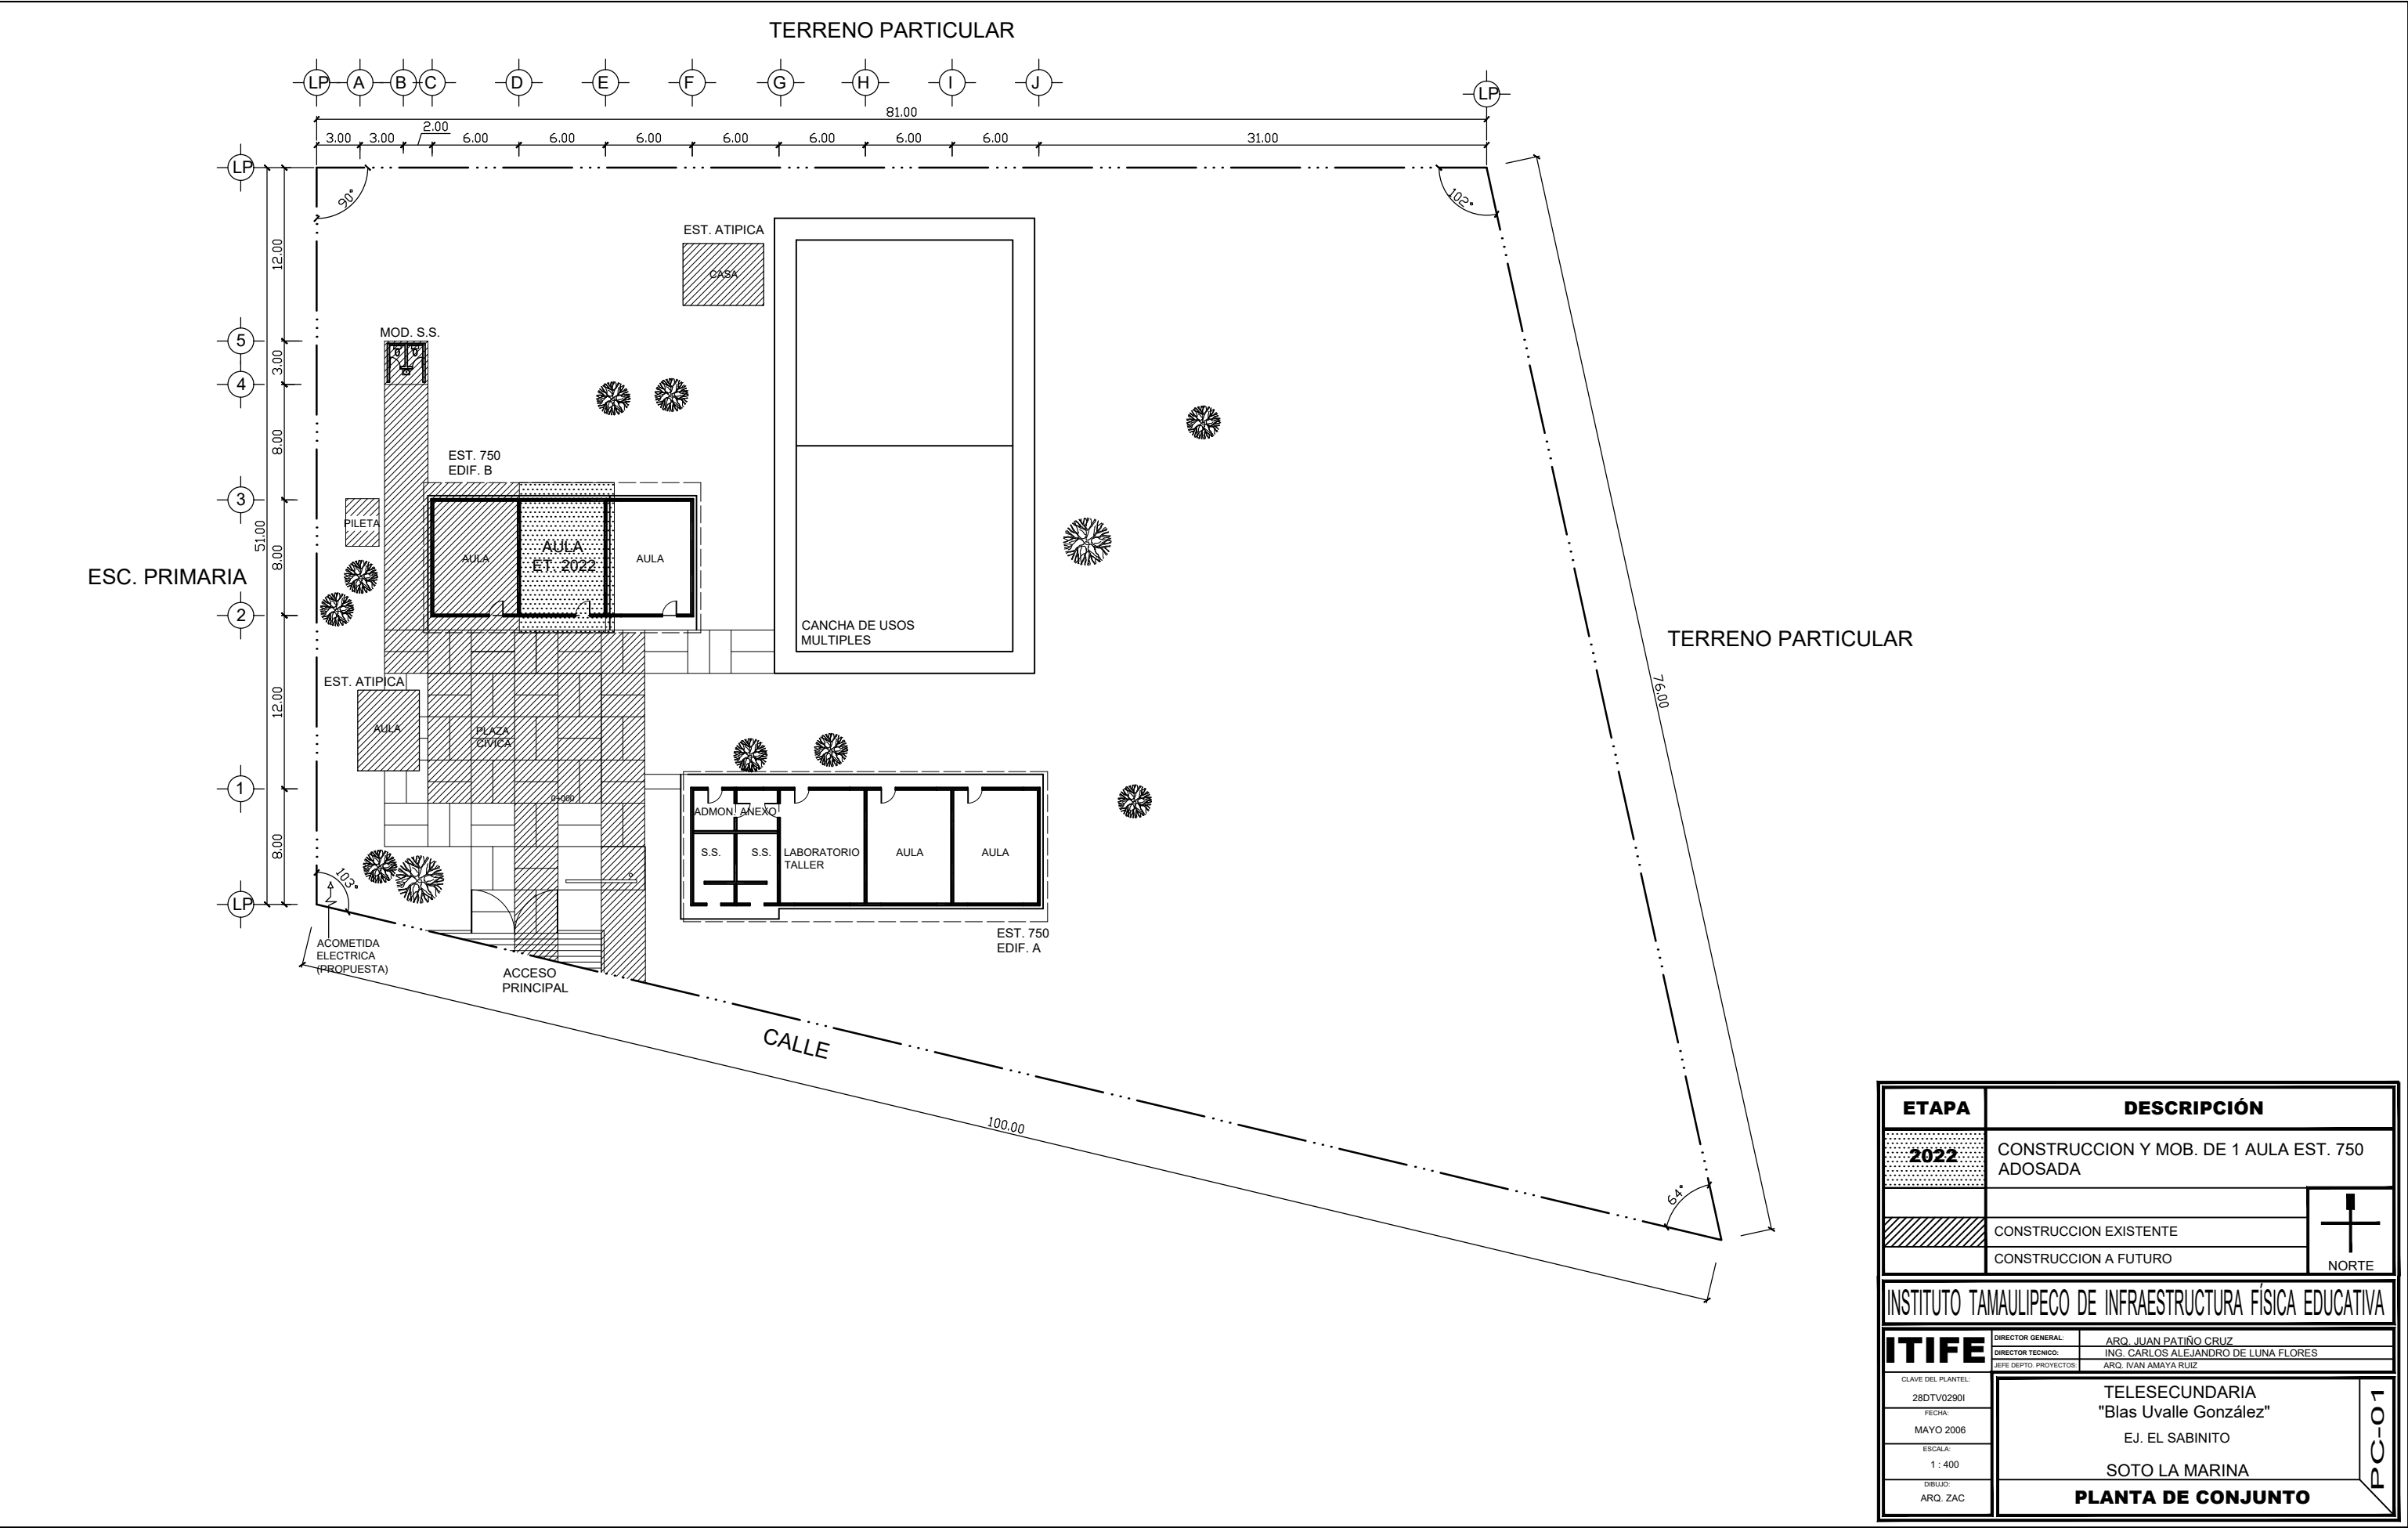 TERRENO PARTICULAR
LP A B C D E F G H I J LP
81.00
3.00 3.00 2.00 6.00 6.00 6.00 6.00 6.00 6.00 6.00 31.00
LP
90°
102°
12.00
EST. ATIPICA
CASA
5
MOD. S.S.
3.00
4
8.00
EST. 750
EDIF. B
3
PILETA
51.00
8.00
AULA
AULA
ET. 2022
AULA
ESC. PRIMARIA
2
CANCHA DE USOS
MULTIPLES
TERRENO PARTICULAR
76.00
12.00
EST. ATIPICA
AULA
PLAZA
CIVICA
1
0+000
ADMON. ANEXO
S.S. S.S. LABORATORIO
TALLER
AULA AULA
8.00
103°
LP
EST. 750
EDIF. A
ACOMETIDA
ELECTRICA
(PROPUESTA)
ACCESO
PRINCIPAL
CALLE
100.00
64°
ETAPA DESCRIPCIÓN
2022 CONSTRUCCION Y MOB. DE 1 AULA EST. 750
ADOSADA
CONSTRUCCION EXISTENTE
CONSTRUCCION A FUTURO
NORTE
INSTITUTO TAMAULIPECO DE INFRAESTRUCTURA FÍSICA EDUCATIVA
ITIFE
DIRECTOR GENERAL: ARQ. JUAN PATIÑO CRUZ
DIRECTOR TECNICO: ING. CARLOS ALEJANDRO DE LUNA FLORES
JEFE DEPTO. PROYECTOS: ARQ. IVAN AMAYA RUIZ
CLAVE DEL PLANTEL:
28DTV0290I
FECHA:
MAYO 2006
ESCALA:
1 : 400
DIBUJO:
ARQ. ZAC
TELESECUNDARIA
"Blas Uvalle González"
EJ. EL SABINITO
SOTO LA MARINA
PLANTA DE CONJUNTO
PC-01